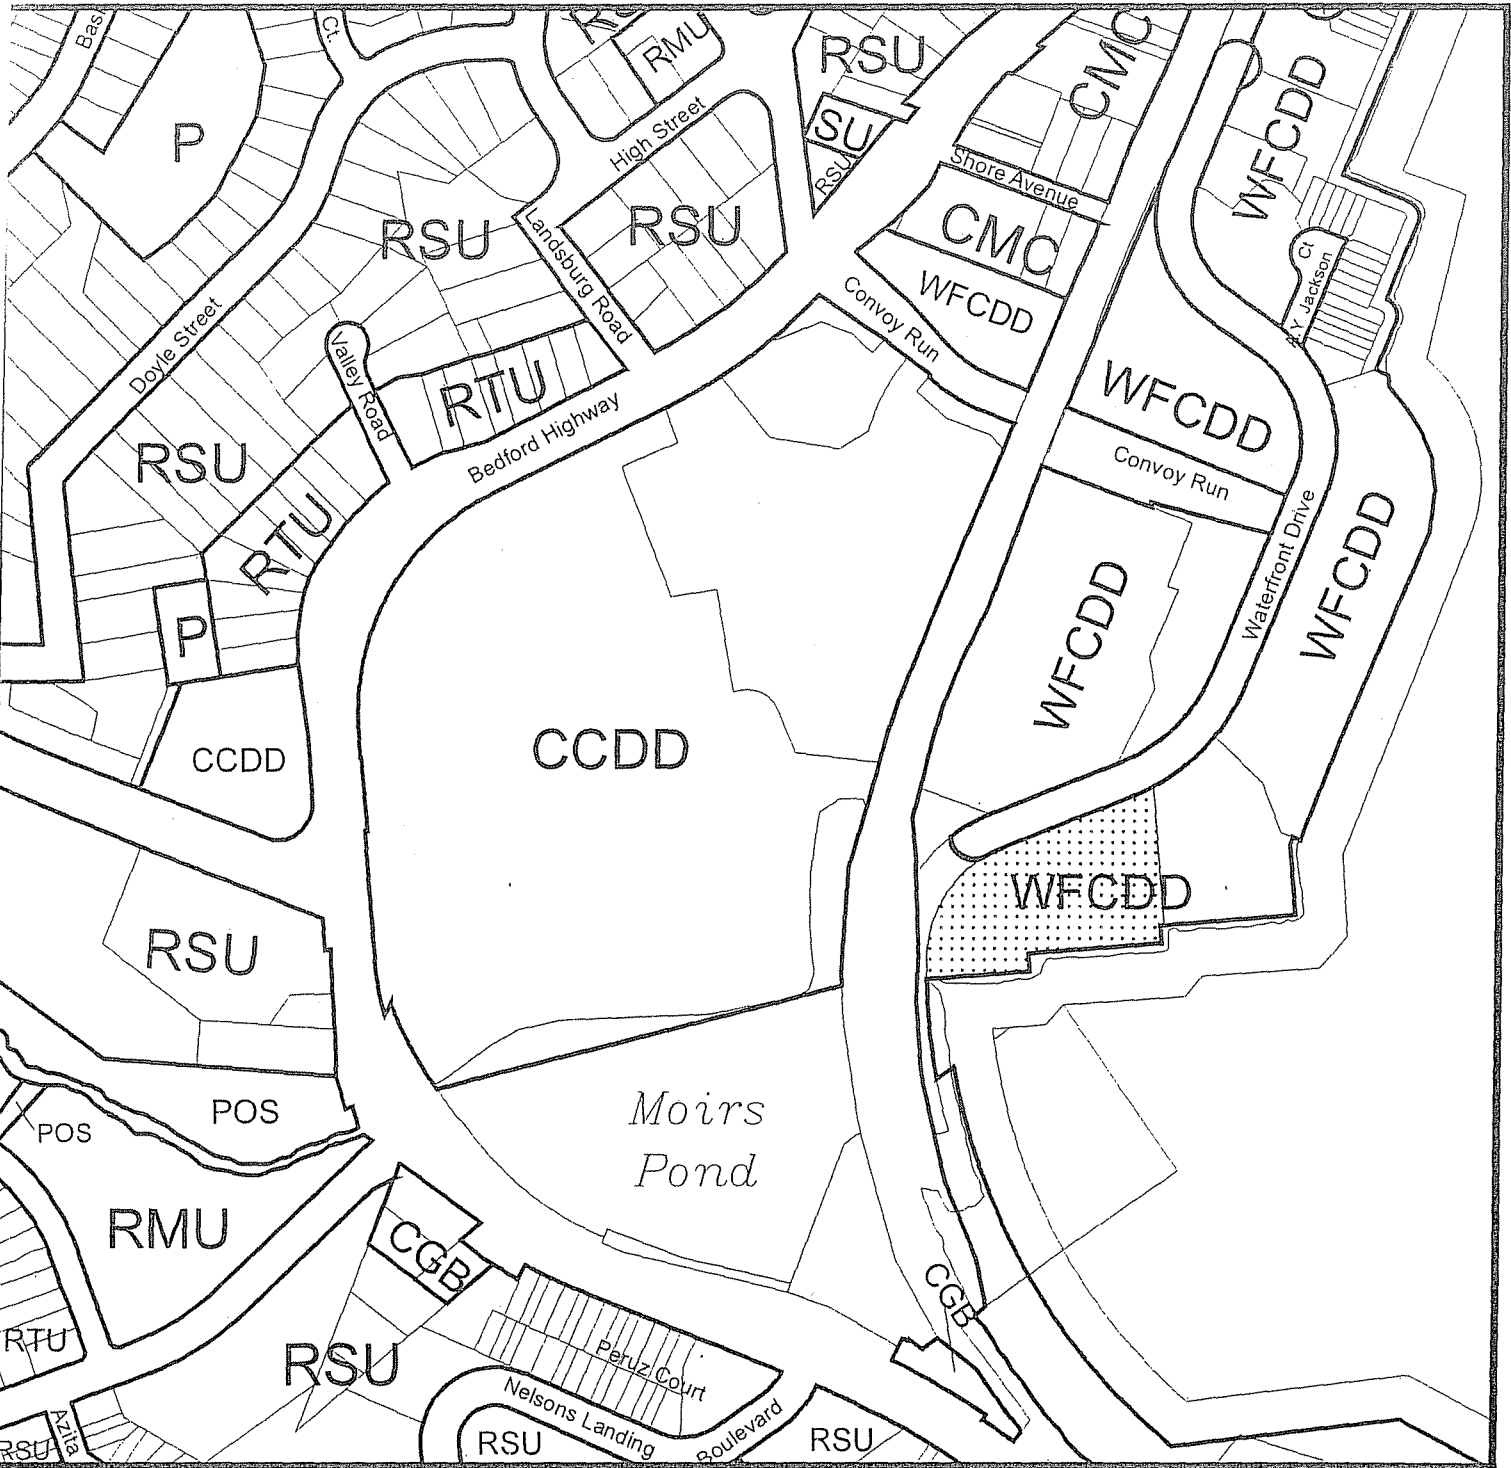 Bas
Ct.
RMU
RSU
CMC
WFCDD
P
SU
RSU
High Street
Shore Avenue
RSU
Landsburg Road
RSU
CMC
WFCDD
Convoy Run
Ct
A.Y. Jackson
Doyle Street
Valley Road
RTU
Bedford Highway
WFCDD
Convoy Run
RSU
RTU
Waterfront Drive
WFCDD
WFCDD
P
CCDD
CCDD
WFCDD
RSU
POS
POS
Moirs
Pond
RMU
CGB
CGB
RTU
RSU
Peruz Court
Nelsons Landing
Boulevard
RSU
Azita
RSU
RSU